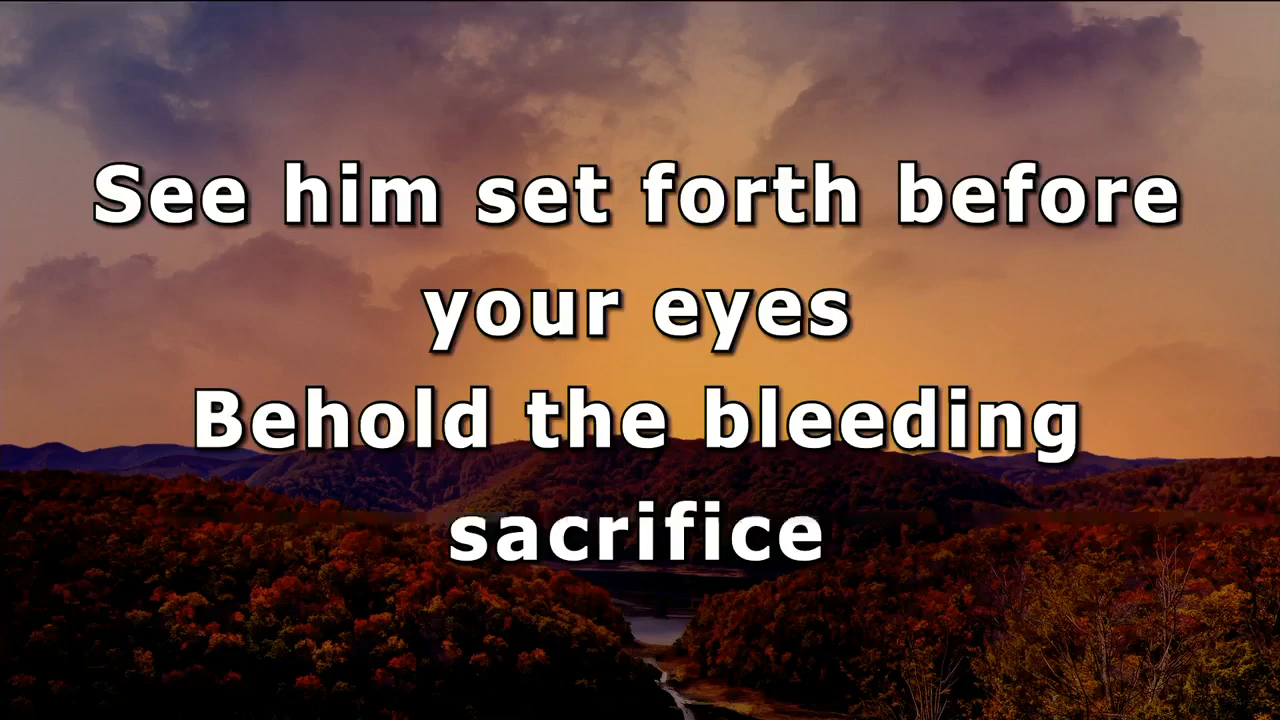 See him set forth before
your eyes
Behold the bleeding
sacrifice